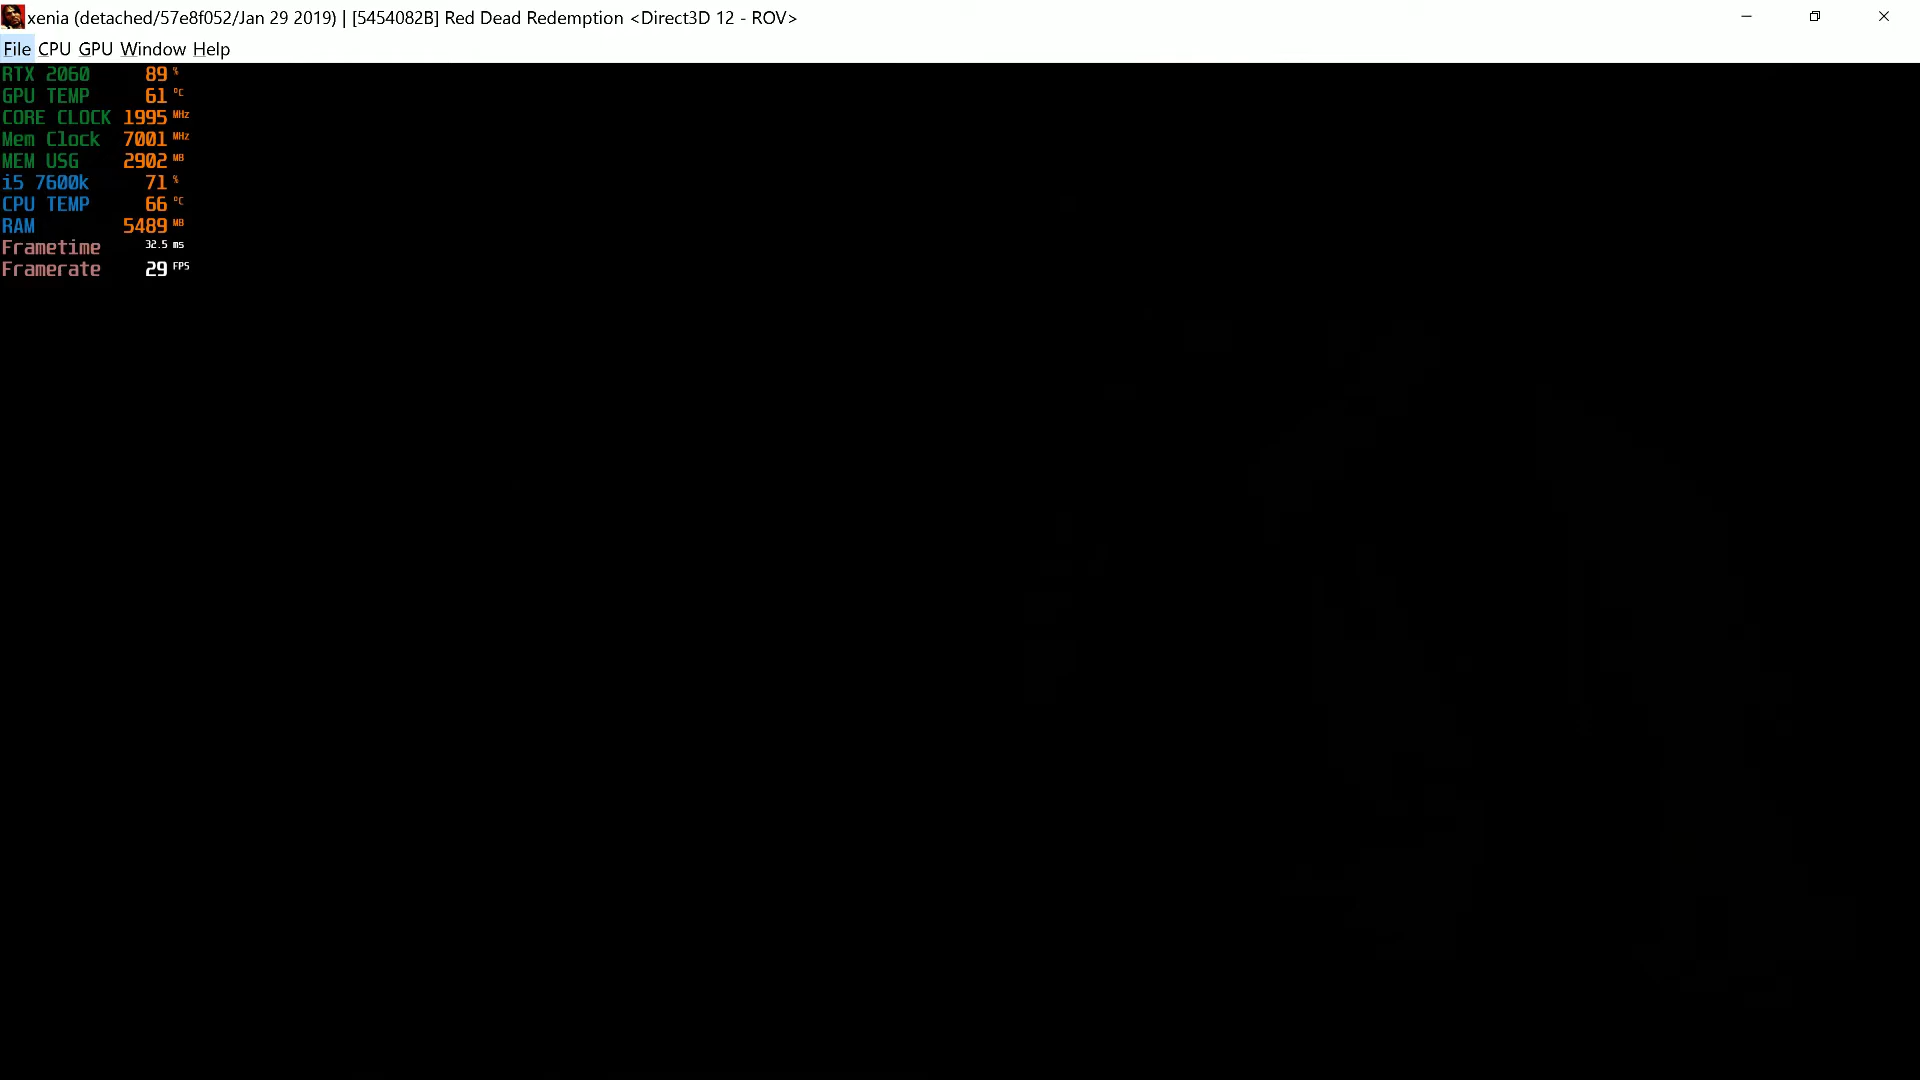 xenia (detached/57e8f052/Jan 29 2019) | [5454082B] Red Dead Redemption <Direct3D 12 - ROV>
File CPU GPU Window Help
RTX 2060 89 %
GPU TEMP 61 °C
CORE CLOCK 1995 MHz
Mem Clock 7001 MHz
MEM USG 2902 MB
i5 7600k 71 %
CPU TEMP 66 °C
RAM 5489 MB
Frametime 32.5 ms
Framerate 29 FPS